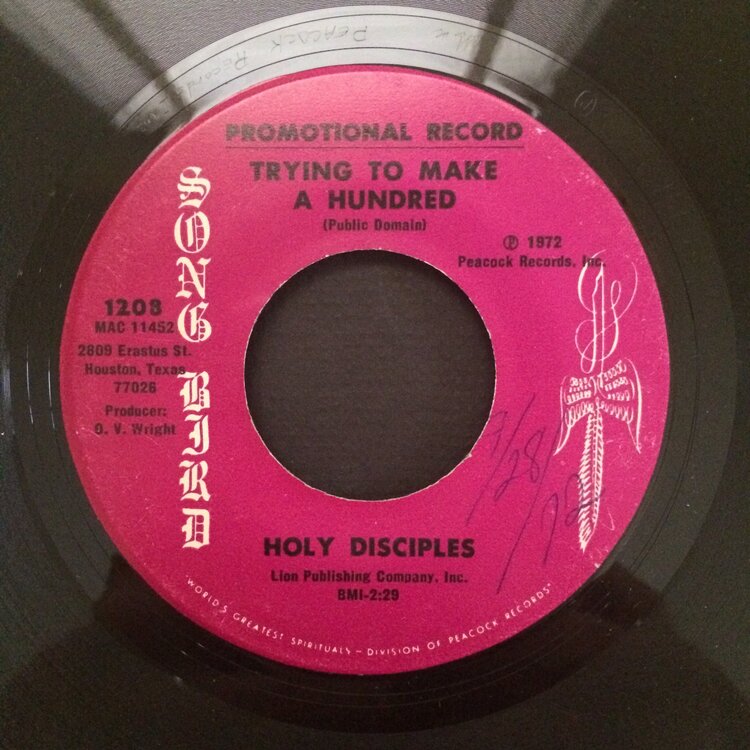 PROMOTIONAL RECORD
TRYING TO MAKE
A HUNDRED
(Public Domain)
Ⓟ 1972
Peacock Records, Inc.
SONG BIRD
1208
MAC 11452
2809 Erastus St.
Houston, Texas
77026
Producer:
O. V. Wright
7/28/72
HOLY DISCIPLES
Lion Publishing Company, Inc.
BMI-2:29
"WORLD'S GREATEST SPIRITUALS — DIVISION OF PEACOCK RECORDS"
Peacock Records